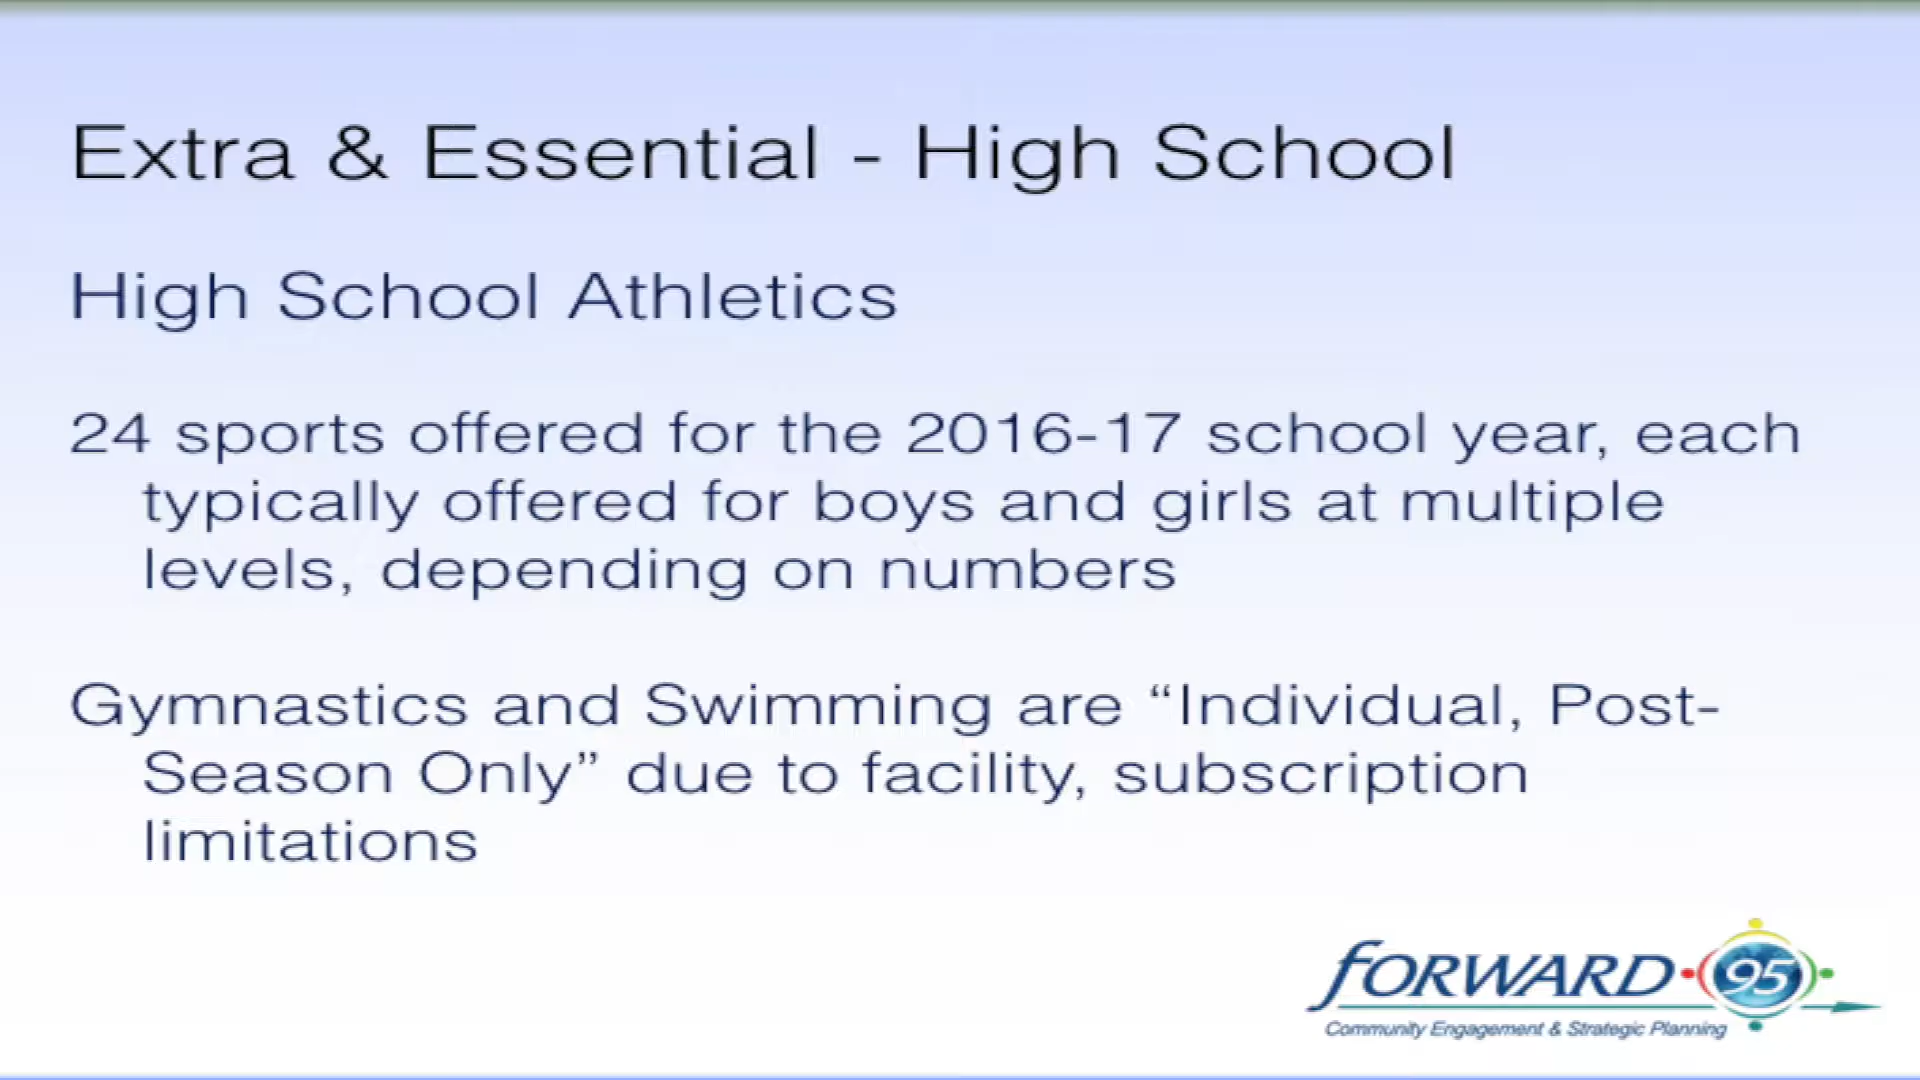 Extra & Essential - High School
High School Athletics
24 sports offered for the 2016-17 school year, each
typically offered for boys and girls at multiple
levels, depending on numbers
Gymnastics and Swimming are “Individual, Post-
Season Only” due to facility, subscription
limitations
FORWARD 95
Community Engagement & Strategic Planning